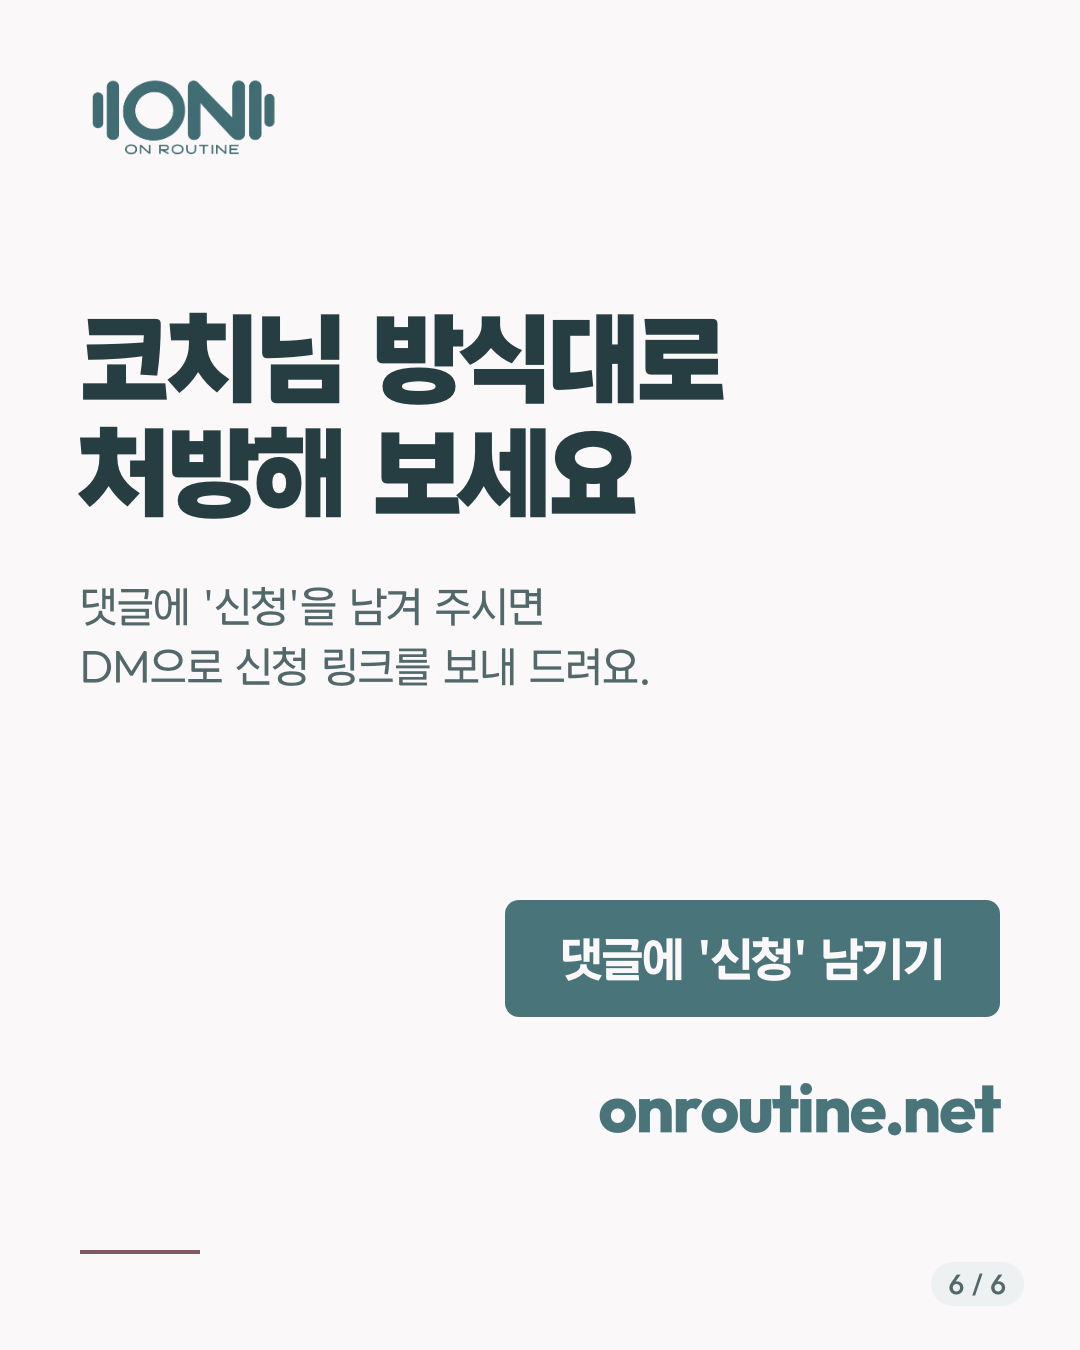 ON
ON ROUTINE
코치님 방식대로
처방해 보세요
댓글에 '신청'을 남겨 주시면
DM으로 신청 링크를 보내 드려요.
댓글에 '신청' 남기기
onroutine.net
6 / 6